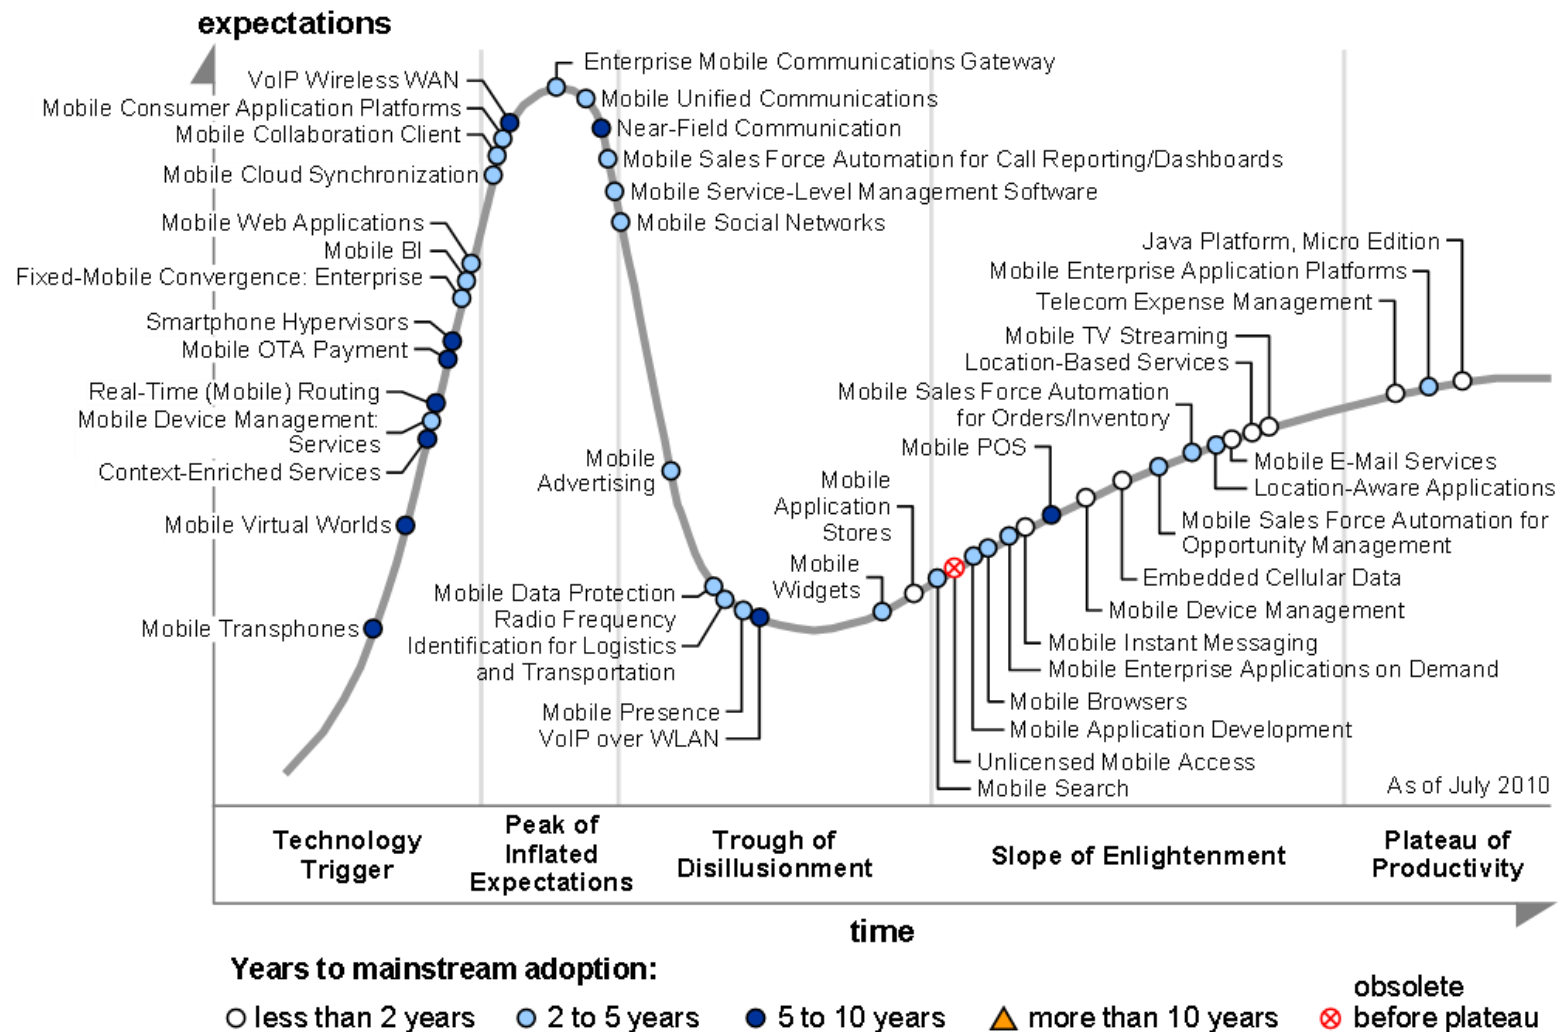 expectations
Enterprise Mobile Communications Gateway
VoIP Wireless WAN
Mobile Consumer Application Platforms
Mobile Collaboration Client
Mobile Cloud Synchronization
Mobile Unified Communications
Near-Field Communication
Mobile Sales Force Automation for Call Reporting/Dashboards
Mobile Service-Level Management Software
Mobile Social Networks
Mobile Web Applications
Mobile BI
Fixed-Mobile Convergence: Enterprise
Smartphone Hypervisors
Mobile OTA Payment
Real-Time (Mobile) Routing
Mobile Device Management:
Services
Context-Enriched Services
Mobile Virtual Worlds
Mobile Transphones
Mobile
Advertising
Mobile Data Protection
Radio Frequency
Identification for Logistics
and Transportation
Mobile Presence
VoIP over WLAN
Mobile
Widgets
Mobile
Application
Stores
Java Platform, Micro Edition
Mobile Enterprise Application Platforms
Telecom Expense Management
Mobile TV Streaming
Location-Based Services
Mobile Sales Force Automation
for Orders/Inventory
Mobile POS
Mobile E-Mail Services
Location-Aware Applications
Mobile Sales Force Automation for
Opportunity Management
Embedded Cellular Data
Mobile Device Management
Mobile Instant Messaging
Mobile Enterprise Applications on Demand
Mobile Browsers
Mobile Application Development
Unlicensed Mobile Access
Mobile Search
As of July 2010
Technology
Trigger
Peak of
Inflated
Expectations
Trough of
Disillusionment
Slope of Enlightenment
Plateau of
Productivity
time
Years to mainstream adoption:
less than 2 years
2 to 5 years
5 to 10 years
more than 10 years
obsolete
before plateau